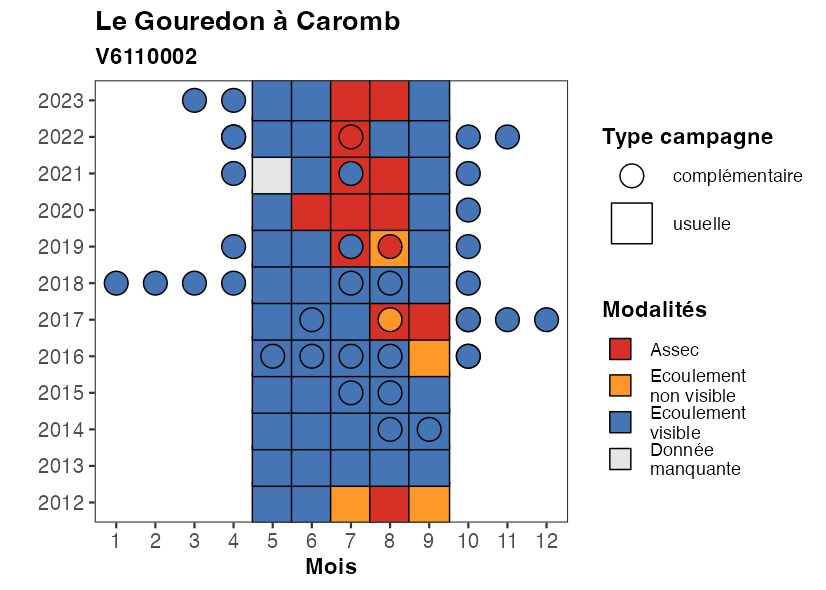 Le Gouredon à Caromb
V6110002
2023
2022
2021
2020
2019
2018
2017
2016
2015
2014
2013
2012
1 2 3 4 5 6 7 8 9 10 11 12
Mois
Type campagne
complémentaire
usuelle
Modalités
Assec
Ecoulement
non visible
Ecoulement
visible
Donnée
manquante